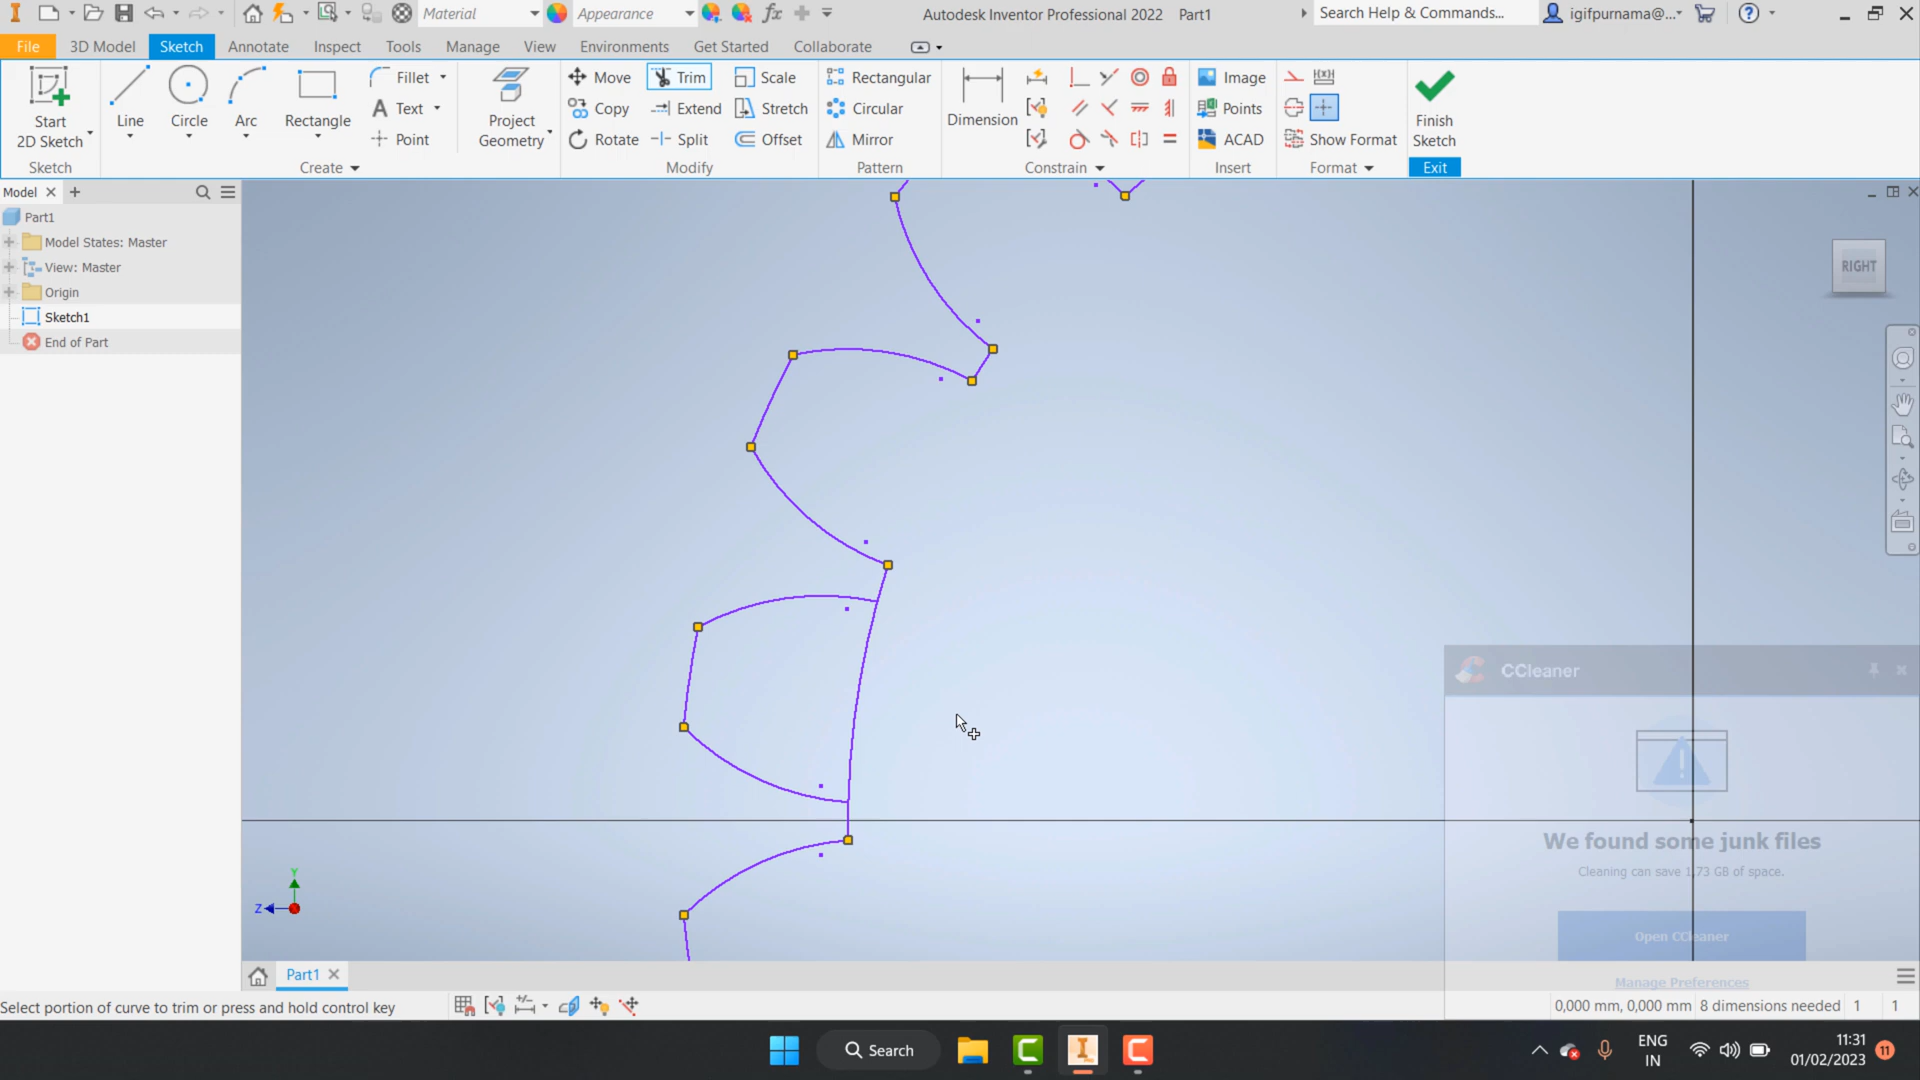 Material
Appearance
Autodesk Inventor Professional 2022 Part1
Search Help & Commands...
igifpurnama@...
File 3D Model Sketch Annotate Inspect Tools Manage View Environments Get Started Collaborate
Start
2D Sketch
Line
Circle
Arc
Rectangle
Fillet
Text
Point
Project
Geometry
Move
Copy
Rotate
Trim
Extend
Split
Scale
Stretch
Offset
Rectangular
Circular
Mirror
Dimension
Image
Points
ACAD
Show Format
Finish
Sketch
Sketch Create Modify Pattern Constrain Insert Format Exit
Model
Part1
Model States: Master
View: Master
Origin
Sketch1
End of Part
RIGHT
Y
Z
CCleaner
We found some junk files
Cleaning can save 1,73 GB of space.
Open CCleaner
Manage Preferences
Part1
Select portion of curve to trim or press and hold control key
0,000 mm, 0,000 mm 8 dimensions needed 1 1
Search
ENG
IN
11:31
01/02/2023
11